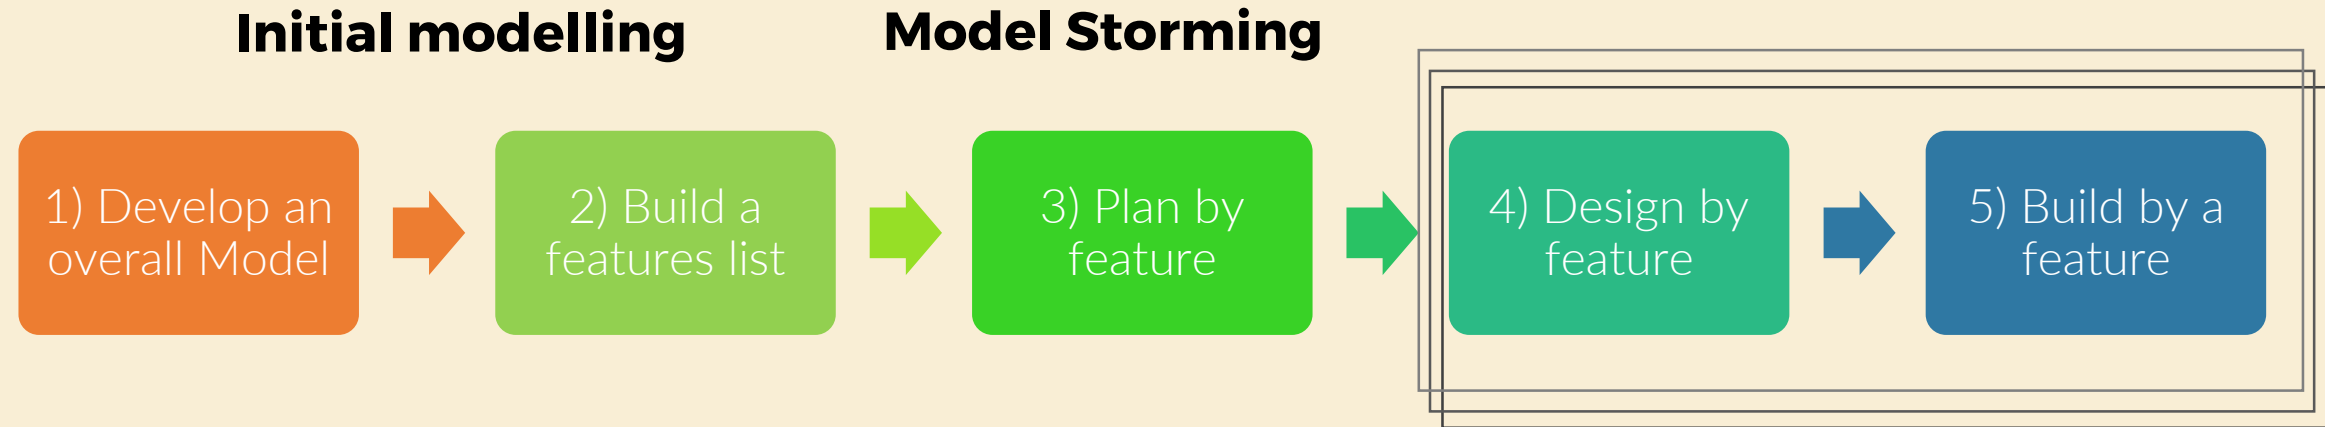 Initial modelling
Model Storming
1) Develop an
overall Model
2) Build a
features list
3) Plan by
feature
4) Design by
feature
5) Build by a
feature